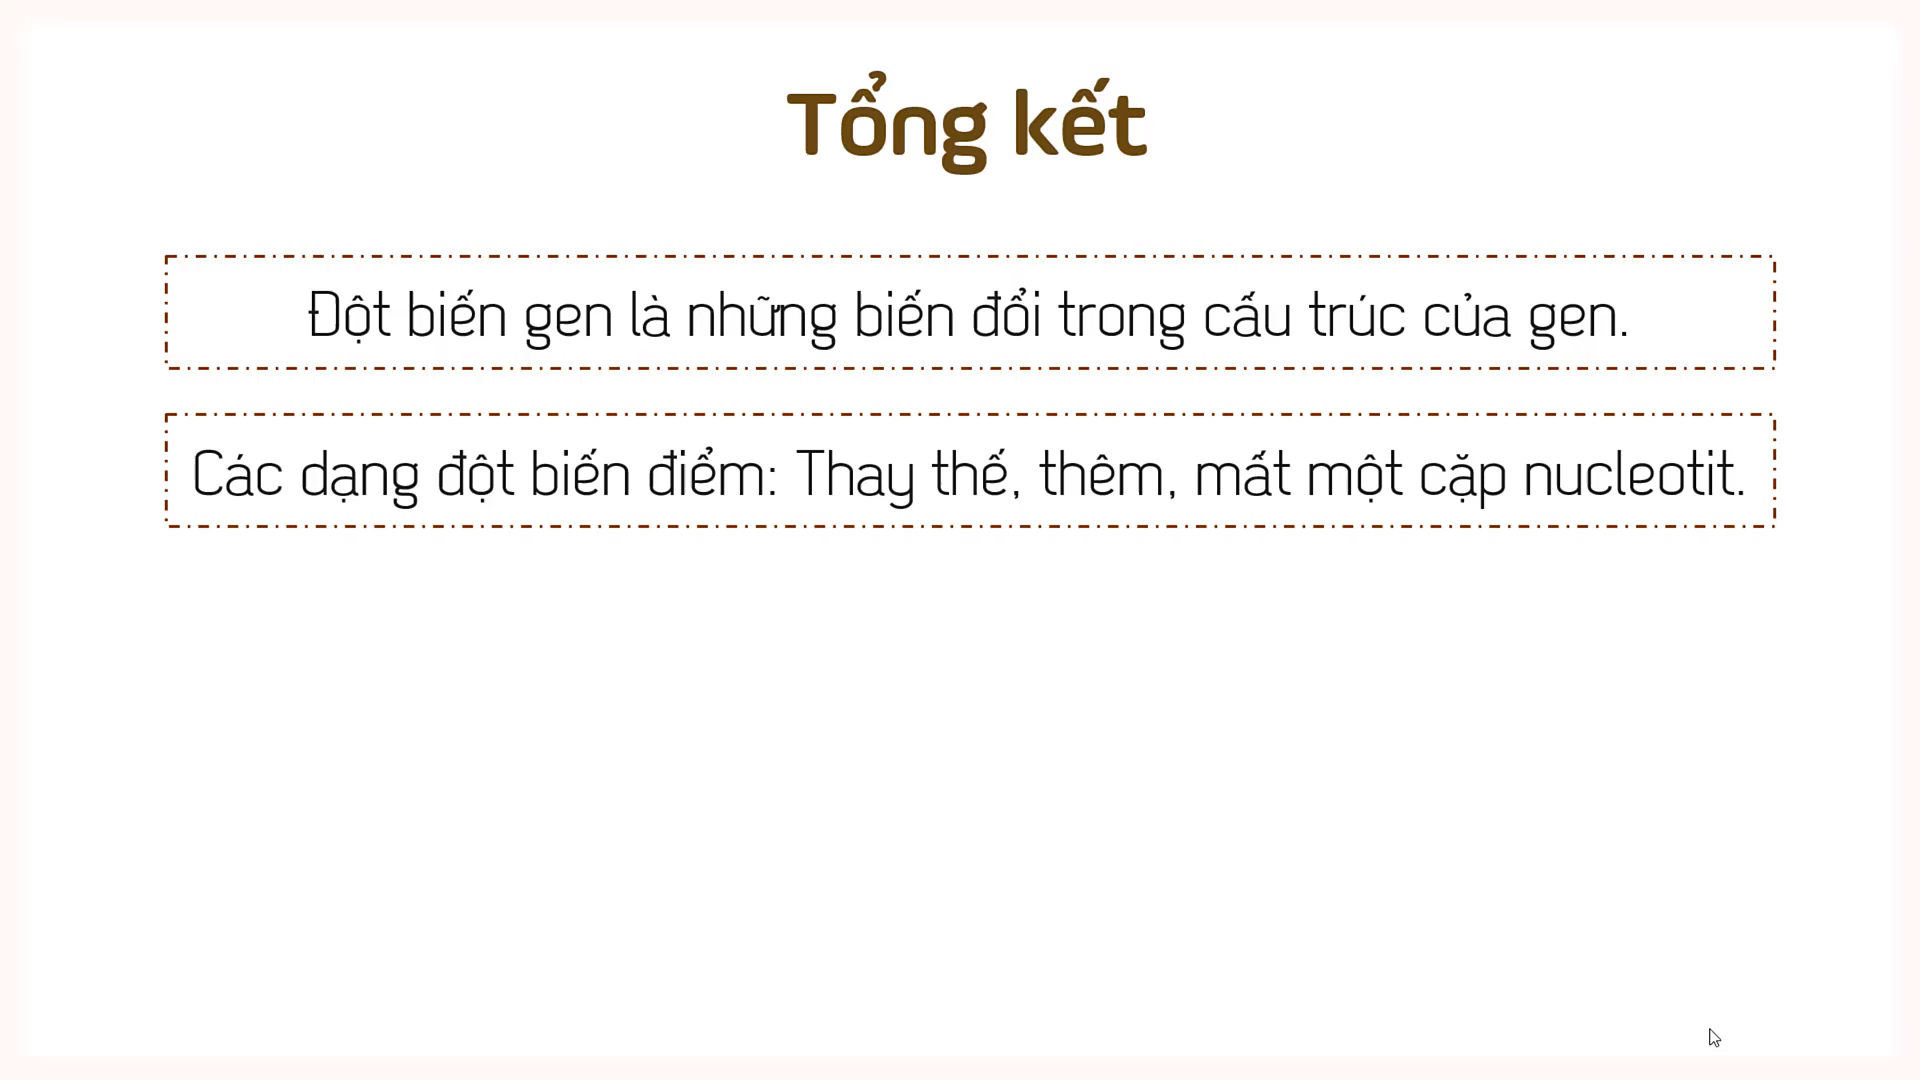 Tổng kết
Đột biến gen là những biến đổi trong cấu trúc của gen.
Các dạng đột biến điểm: Thay thế, thêm, mất một cặp nucleotit.